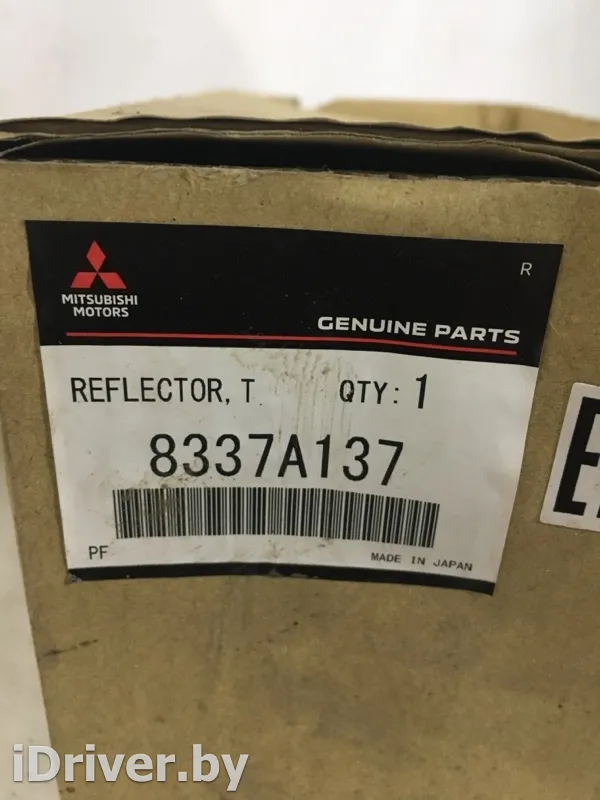 R
MITSUBISHI
MOTORS
GENUINE PARTS
REFLECTOR, T QTY: 1
8337A137
PF MADE IN JAPAN
iDriver.by